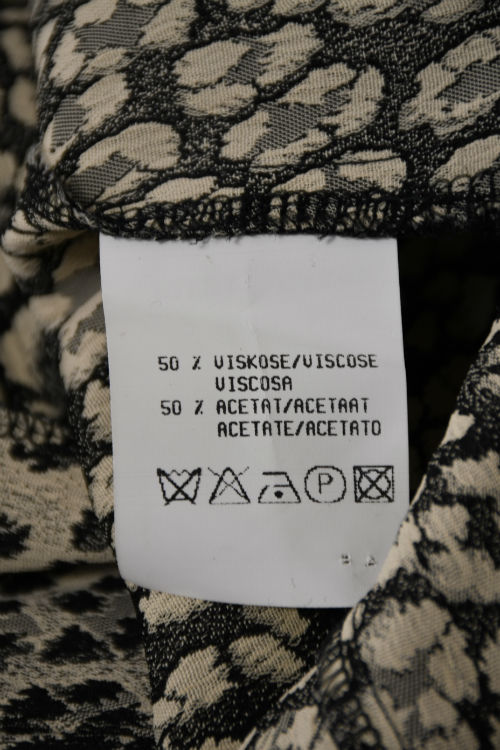 50 % VISKOSE/VISCOSE
VISCOSA
50 % ACETAT/ACETAAT
ACETATE/ACETATO
P